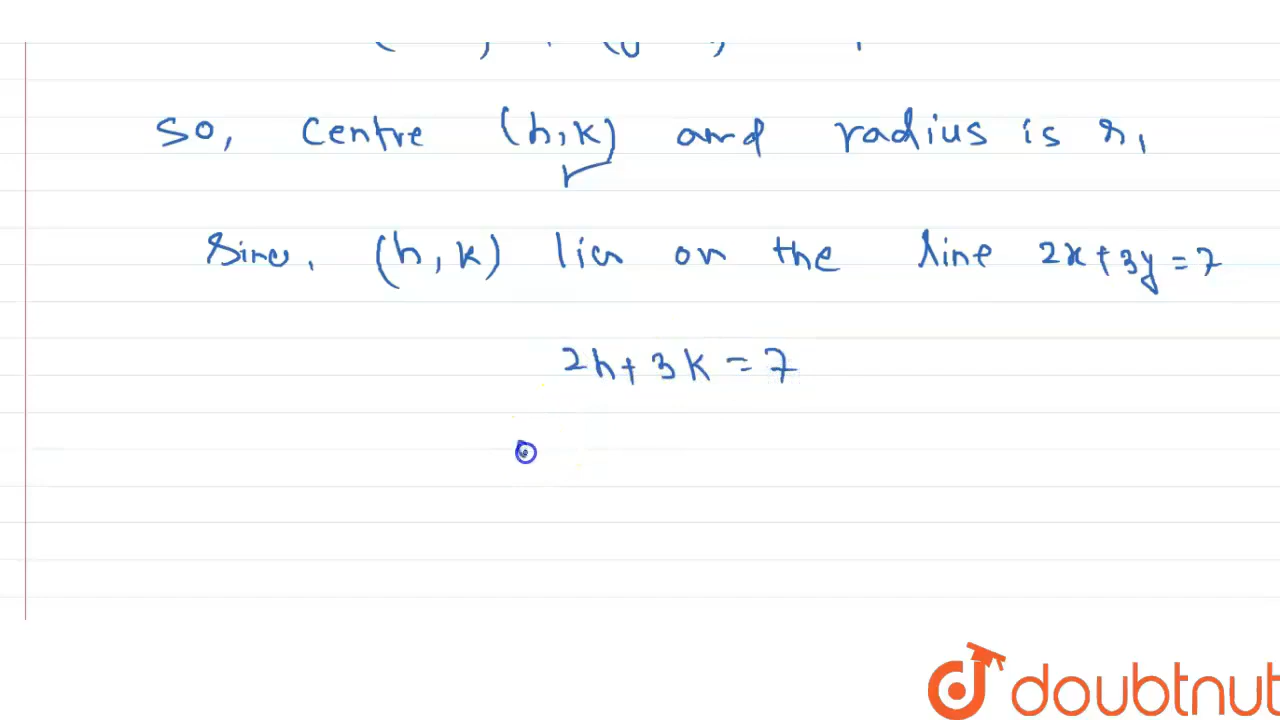 So, Centre (h,k) and radius is r,
Since, (h,k) lies on the line 2x+3y=7
2h+3k=7
doubtnut